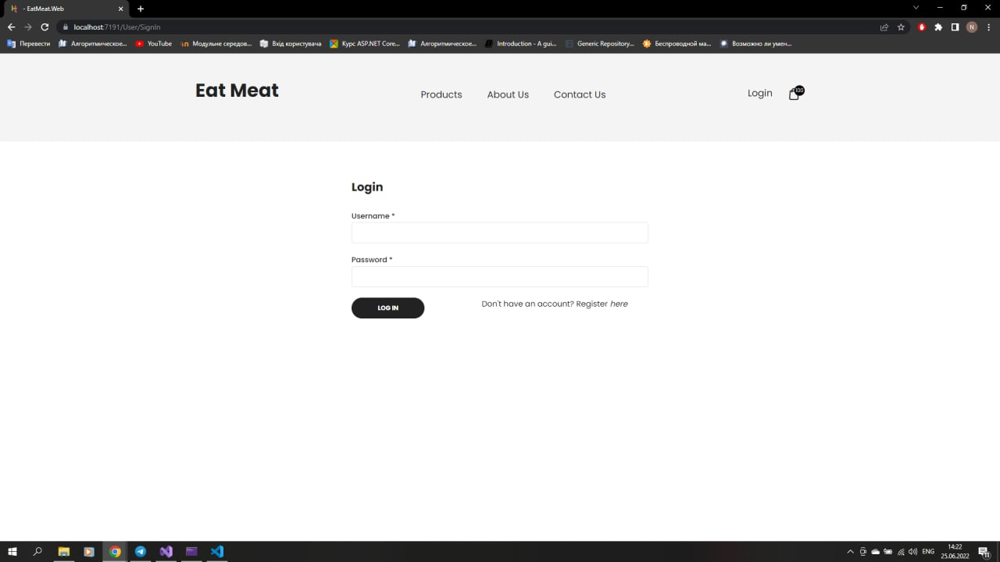 - EatMeat.Web
localhost:7191/User/SignIn
N
Перевести
Алгоритмическое...
YouTube
Модульне середов...
Вхід користувача
Курс ASP.NET Core...
Алгоритмическое...
Introduction - A gui...
Generic Repository...
Беспроводной ма...
Возможно ли умен...
Eat Meat
Products
About Us
Contact Us
Login
100
Login
Username *
Password *
LOG IN
Don't have an account? Register here
ENG
14:22
25.06.2022
11